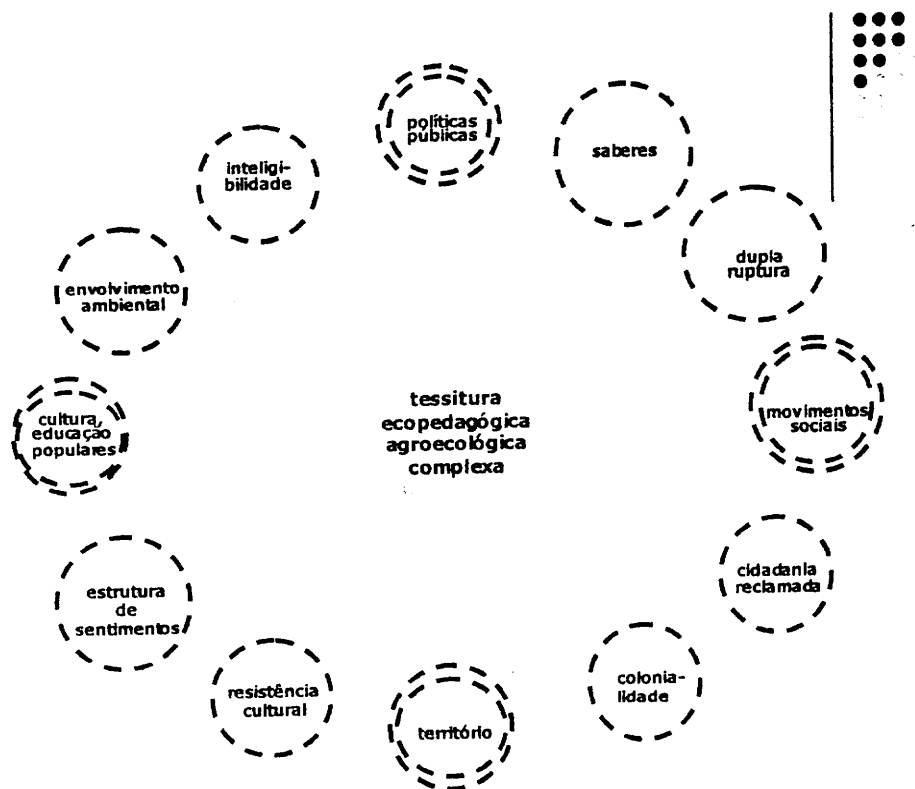 políticas
públicas
saberes
inteligi-
bilidade
dupla
ruptura
envolvimento
ambiental
tessitura
ecopedagógica
agroecológica
complexa
movimentos
sociais
cultura,
educação
populares
cidadania
reclamada
estrutura
de
sentimentos
colonia-
lidade
resistência
cultural
território